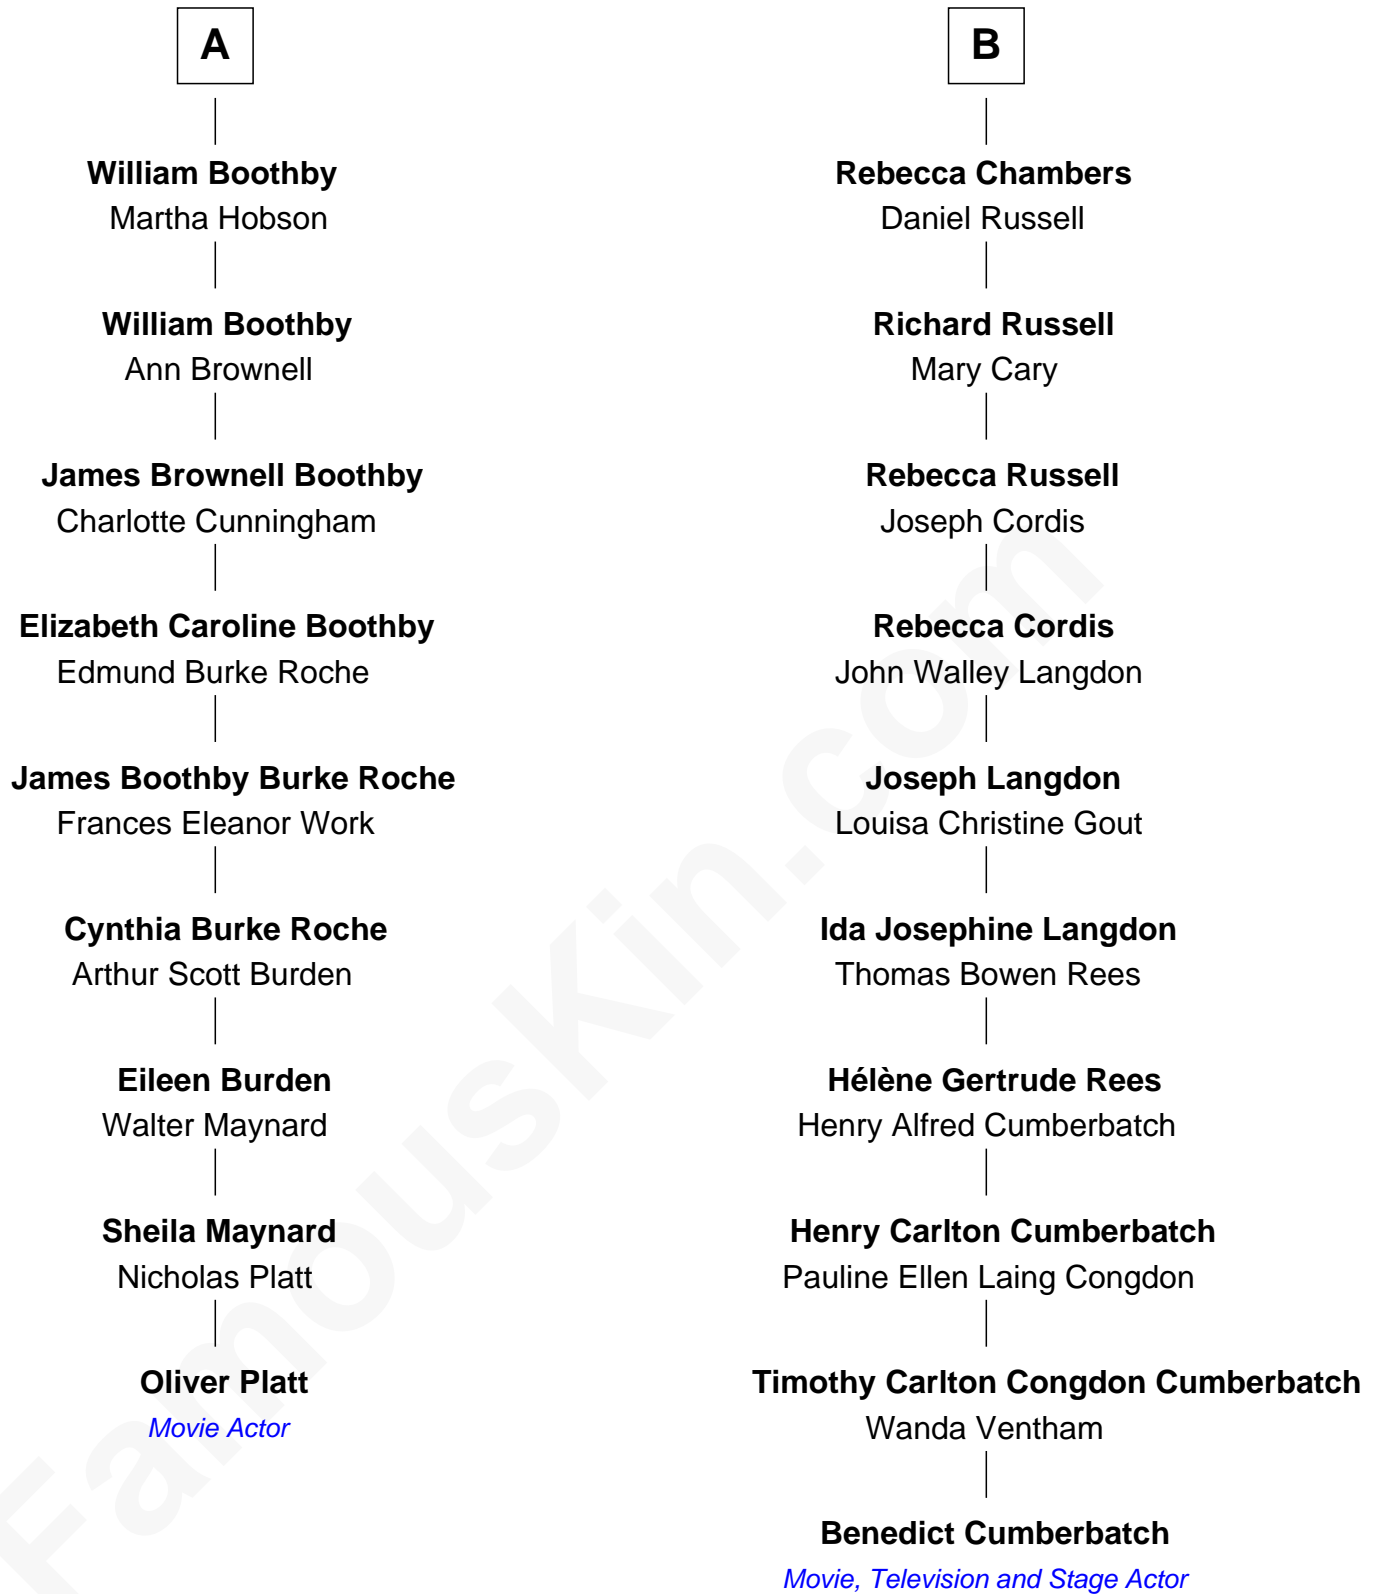 A
William Boothby
Martha Hobson
William Boothby
Ann Brownell
James Brownell Boothby
Charlotte Cunningham
Elizabeth Caroline Boothby
Edmund Burke Roche
James Boothby Burke Roche
Frances Eleanor Work
Cynthia Burke Roche
Arthur Scott Burden
Eileen Burden
Walter Maynard
Sheila Maynard
Nicholas Platt
Oliver Platt
Movie Actor
B
Rebecca Chambers
Daniel Russell
Richard Russell
Mary Cary
Rebecca Russell
Joseph Cordis
Rebecca Cordis
John Walley Langdon
Joseph Langdon
Louisa Christine Gout
Ida Josephine Langdon
Thomas Bowen Rees
Hélène Gertrude Rees
Henry Alfred Cumberbatch
Henry Carlton Cumberbatch
Pauline Ellen Laing Congdon
Timothy Carlton Congdon Cumberbatch
Wanda Ventham
Benedict Cumberbatch
Movie, Television and Stage Actor
FamousKin.com